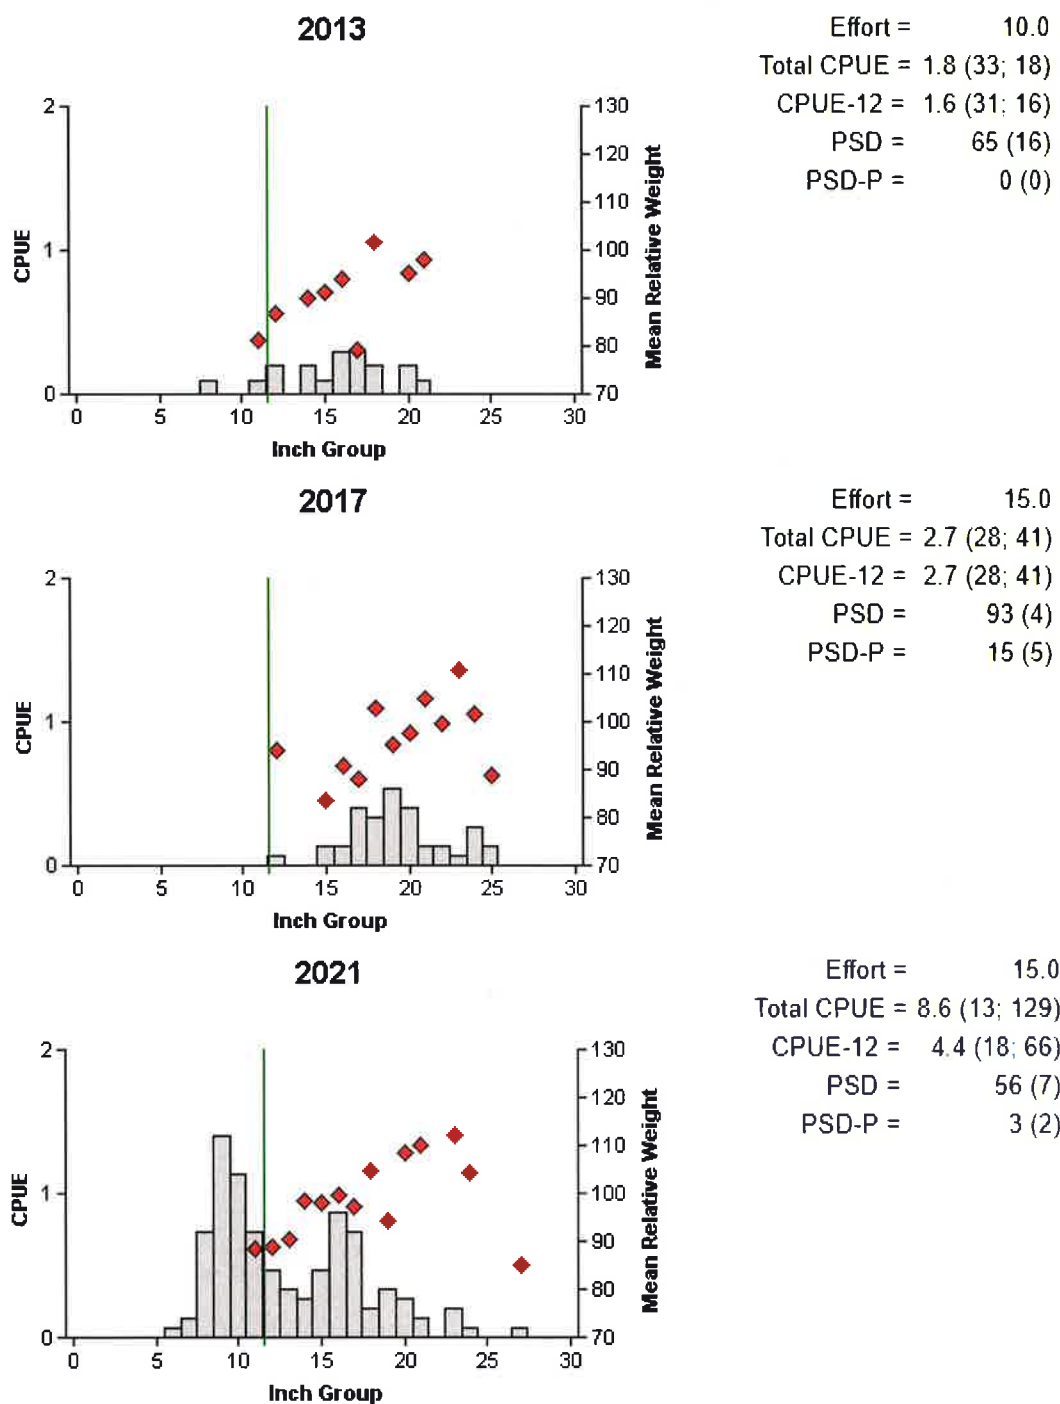 2013
Effort = 10.0
Total CPUE = 1.8 (33; 18)
CPUE-12 = 1.6 (31; 16)
PSD = 65 (16)
PSD-P = 0 (0)
2
1
0
CPUE
130
120
110
100
90
80
70
Mean Relative Weight
0 5 10 15 20 25 30
Inch Group
2017
Effort = 15.0
Total CPUE = 2.7 (28; 41)
CPUE-12 = 2.7 (28; 41)
PSD = 93 (4)
PSD-P = 15 (5)
2
1
0
CPUE
130
120
110
100
90
80
70
Mean Relative Weight
0 5 10 15 20 25 30
Inch Group
2021
Effort = 15.0
Total CPUE = 8.6 (13; 129)
CPUE-12 = 4.4 (18; 66)
PSD = 56 (7)
PSD-P = 3 (2)
2
1
0
CPUE
130
120
110
100
90
80
70
Mean Relative Weight
0 5 10 15 20 25 30
Inch Group